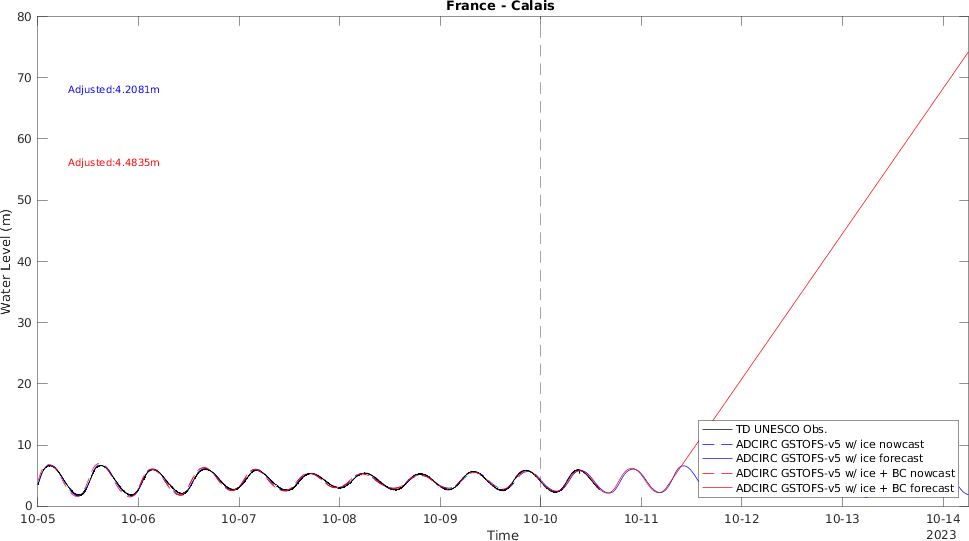 France - Calais
80
70
60
50
40
30
20
10
0
Water Level (m)
Adjusted:4.2081m
Adjusted:4.4835m
TD UNESCO Obs.
ADCIRC GSTOFS-v5 w/ ice nowcast
ADCIRC GSTOFS-v5 w/ ice forecast
ADCIRC GSTOFS-v5 w/ ice + BC nowcast
ADCIRC GSTOFS-v5 w/ ice + BC forecast
10-05 10-06 10-07 10-08 10-09 10-10 10-11 10-12 10-13 10-14
2023
Time